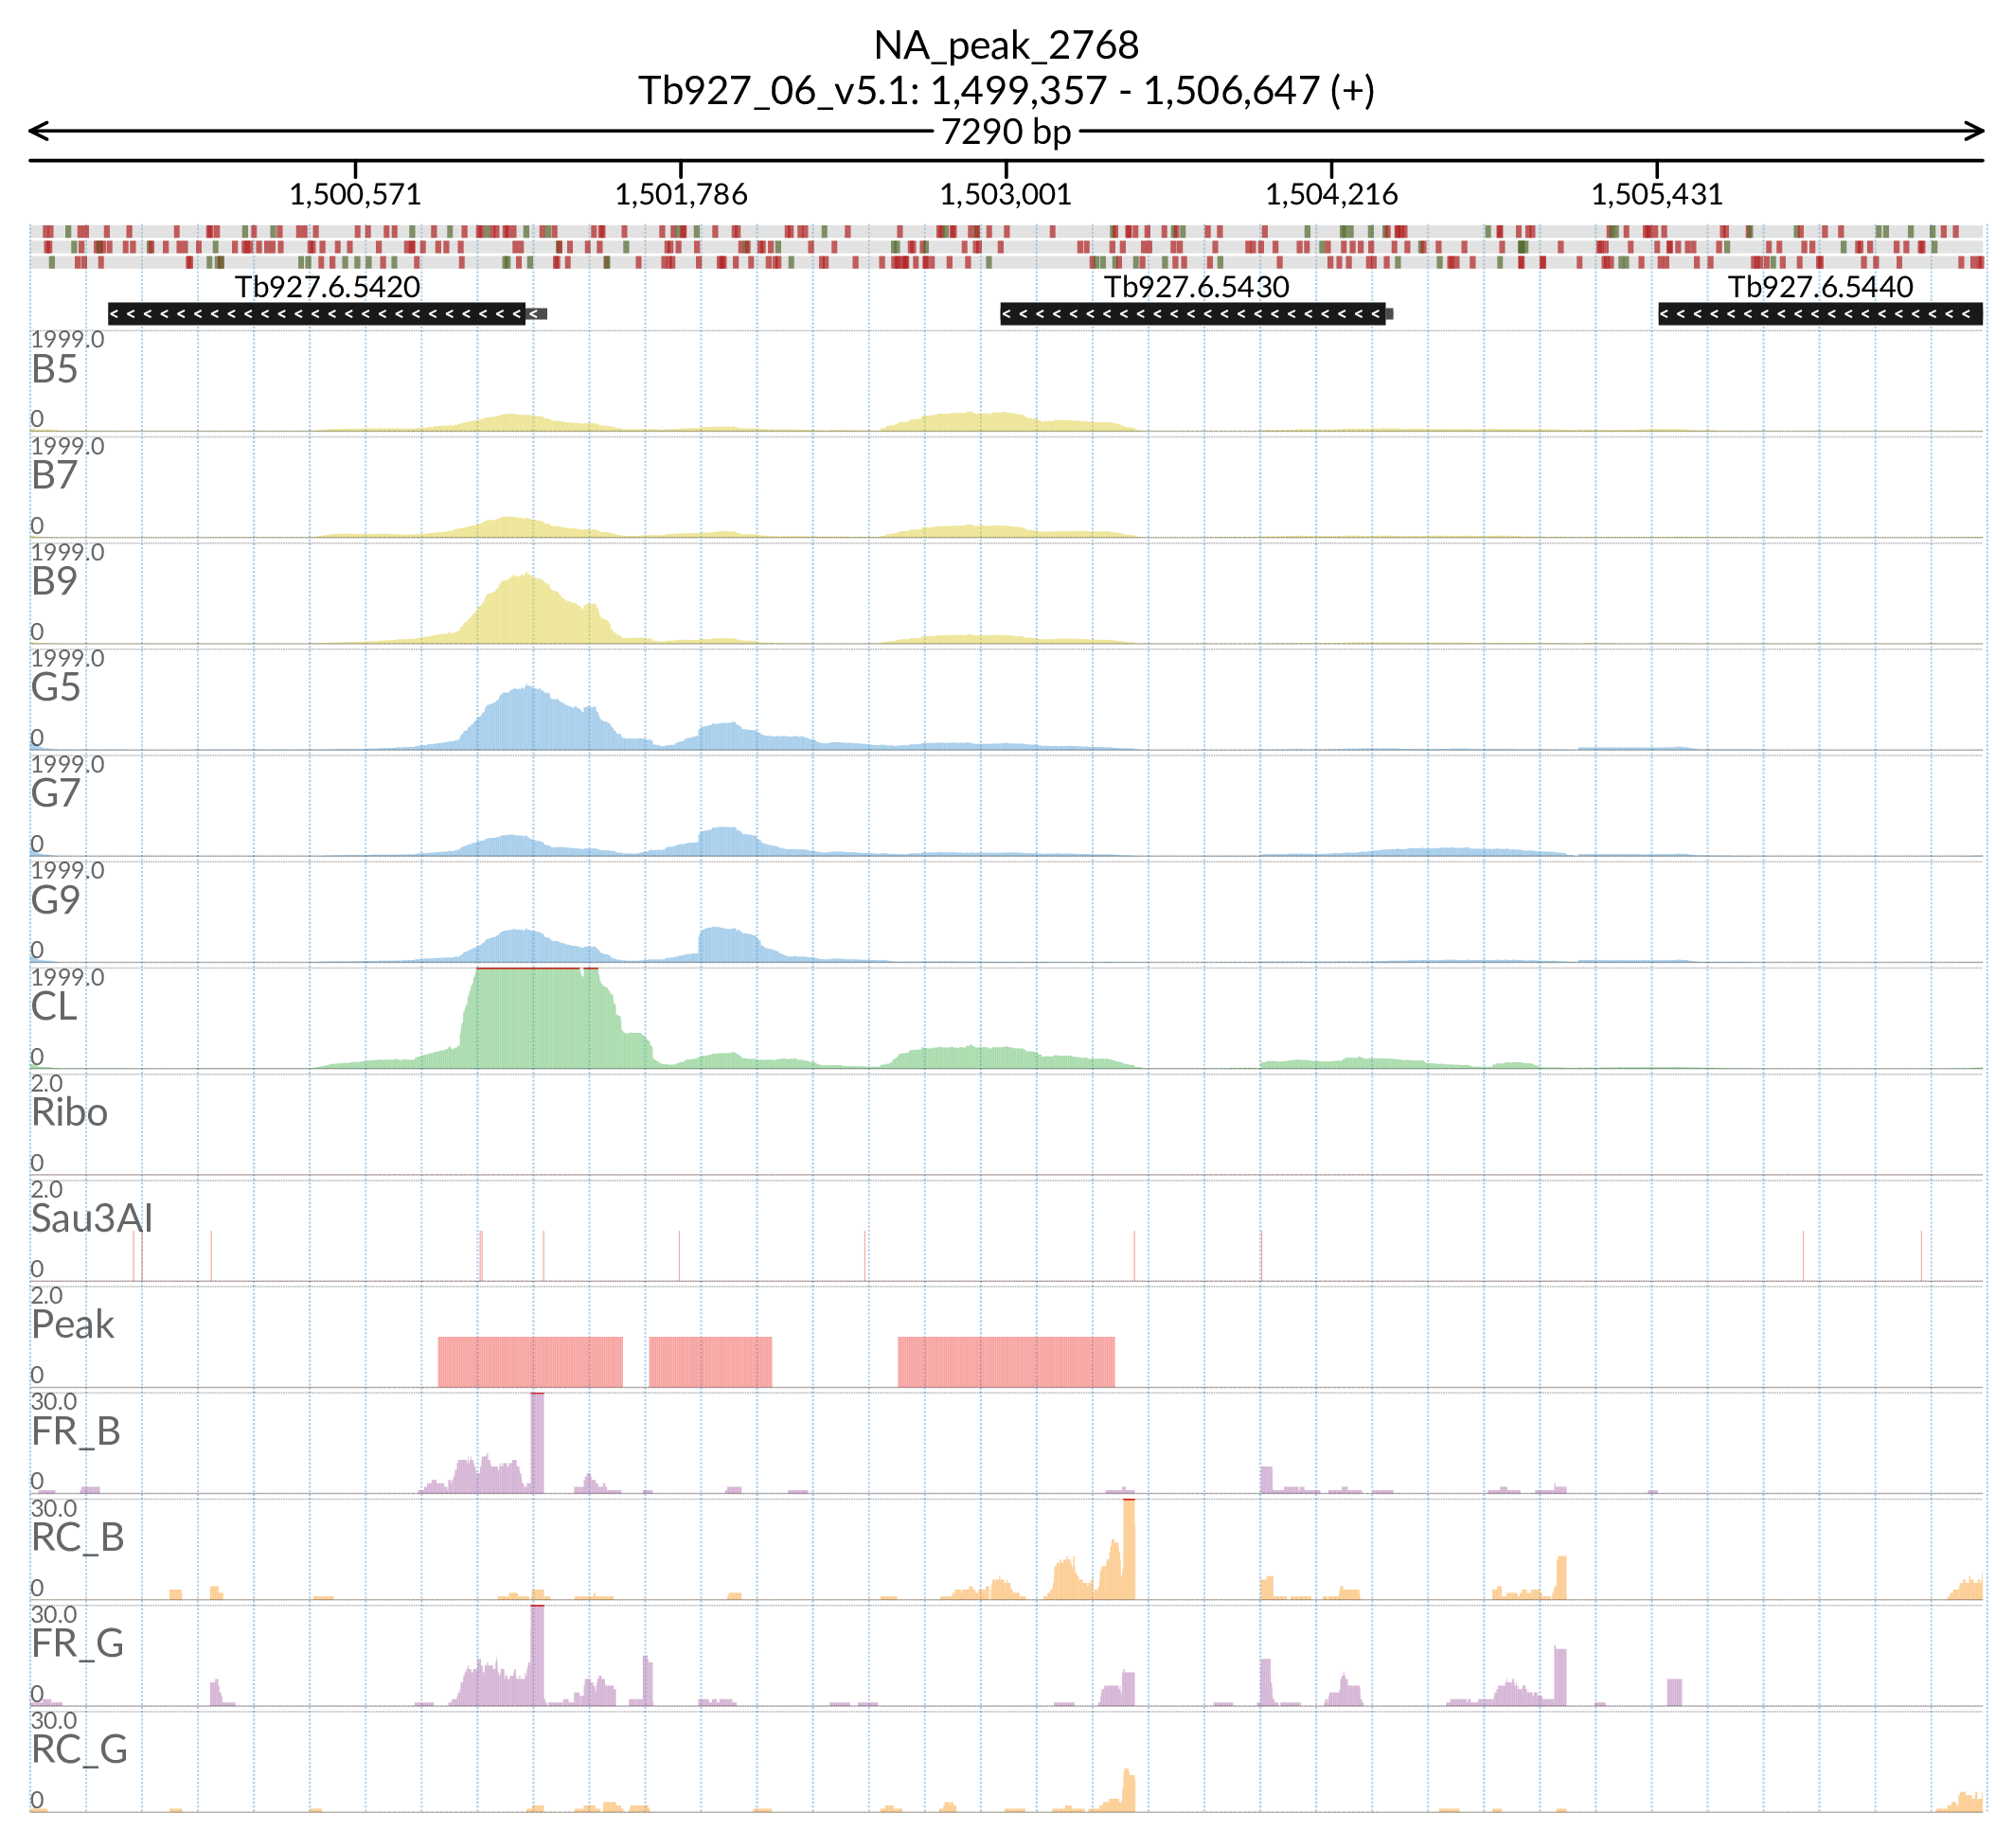 NA_peak_2768
Tb927_06_v5.1: 1,499,357 - 1,506,647 (+)
7290 bp
1,500,571 1,501,786 1,503,001 1,504,216 1,505,431
Tb927.6.5420 Tb927.6.5430 Tb927.6.5440
1999.0
B5
0
1999.0
B7
0
1999.0
B9
0
1999.0
G5
0
1999.0
G7
0
1999.0
G9
0
1999.0
CL
0
2.0
Ribo
0
2.0
Sau3AI
0
2.0
Peak
0
30.0
FR_B
0
30.0
RC_B
0
30.0
FR_G
0
30.0
RC_G
0